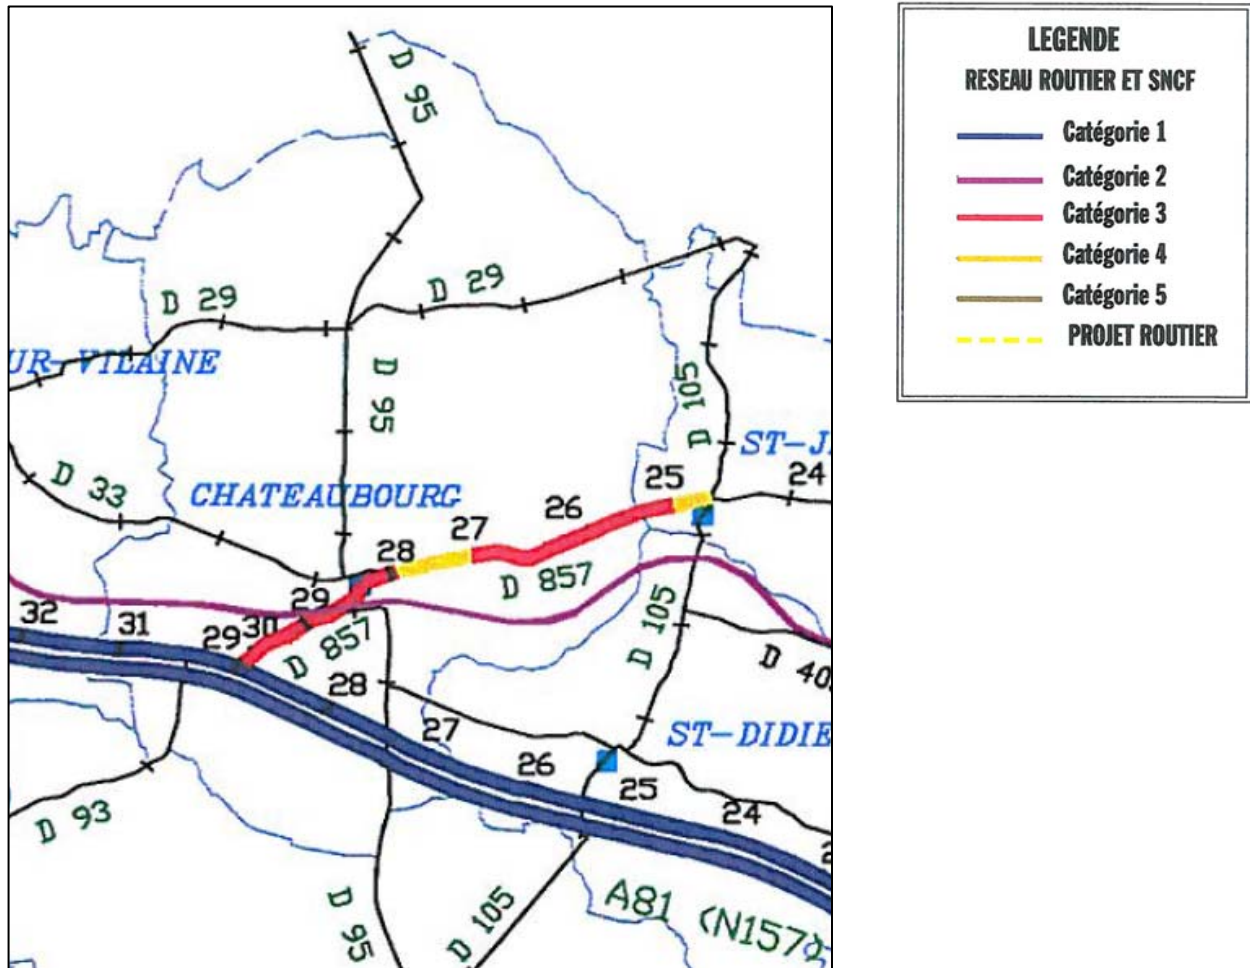 D 95
D 29
D 29
UR-VILAINE
D 95
D 105
ST-J
D 33
CHATEAUBOURG
25
24
26
27
28
D 857
29
D 105
32
31
29
30
D 857
D 40
28
27
ST-DIDIE
26
25
24
D 93
D 95
D 105
A81 (N157)
LEGENDE
RESEAU ROUTIER ET SNCF
Catégorie 1
Catégorie 2
Catégorie 3
Catégorie 4
Catégorie 5
PROJET ROUTIER